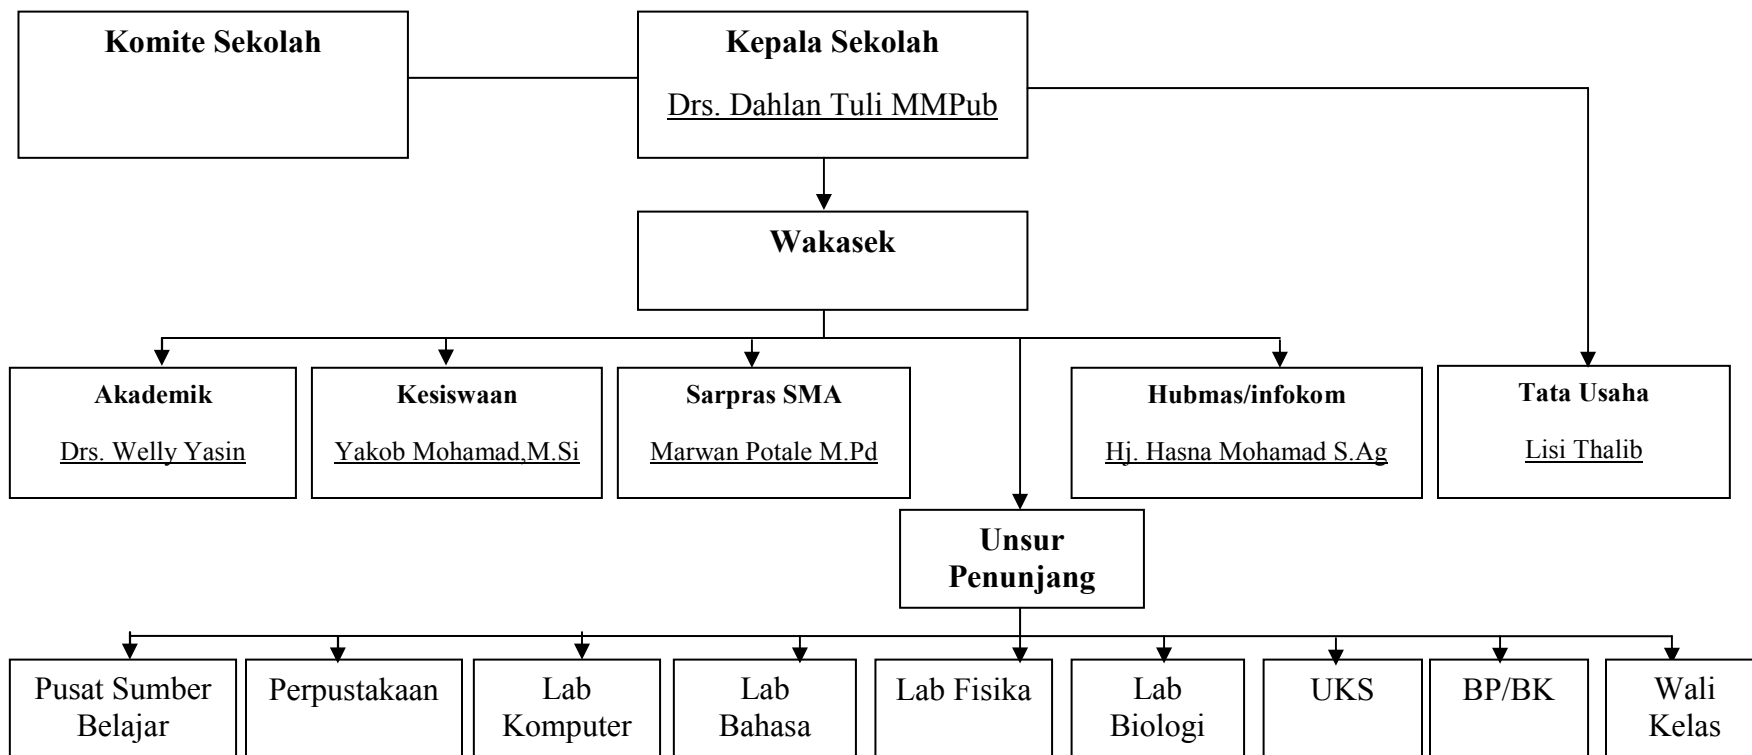 Komite Sekolah
Kepala Sekolah
Drs. Dahlan Tuli MMPub
Wakasek
Akademik
Drs. Welly Yasin
Kesiswaan
Yakob Mohamad,M.Si
Sarpras SMA
Marwan Potale M.Pd
Hubmas/infokom
Hj. Hasna Mohamad S.Ag
Tata Usaha
Lisi Thalib
Unsur
Penunjang
Pusat Sumber
Belajar
Perpustakaan
Lab
Komputer
Lab
Bahasa
Lab Fisika
Lab
Biologi
UKS
BP/BK
Wali
Kelas